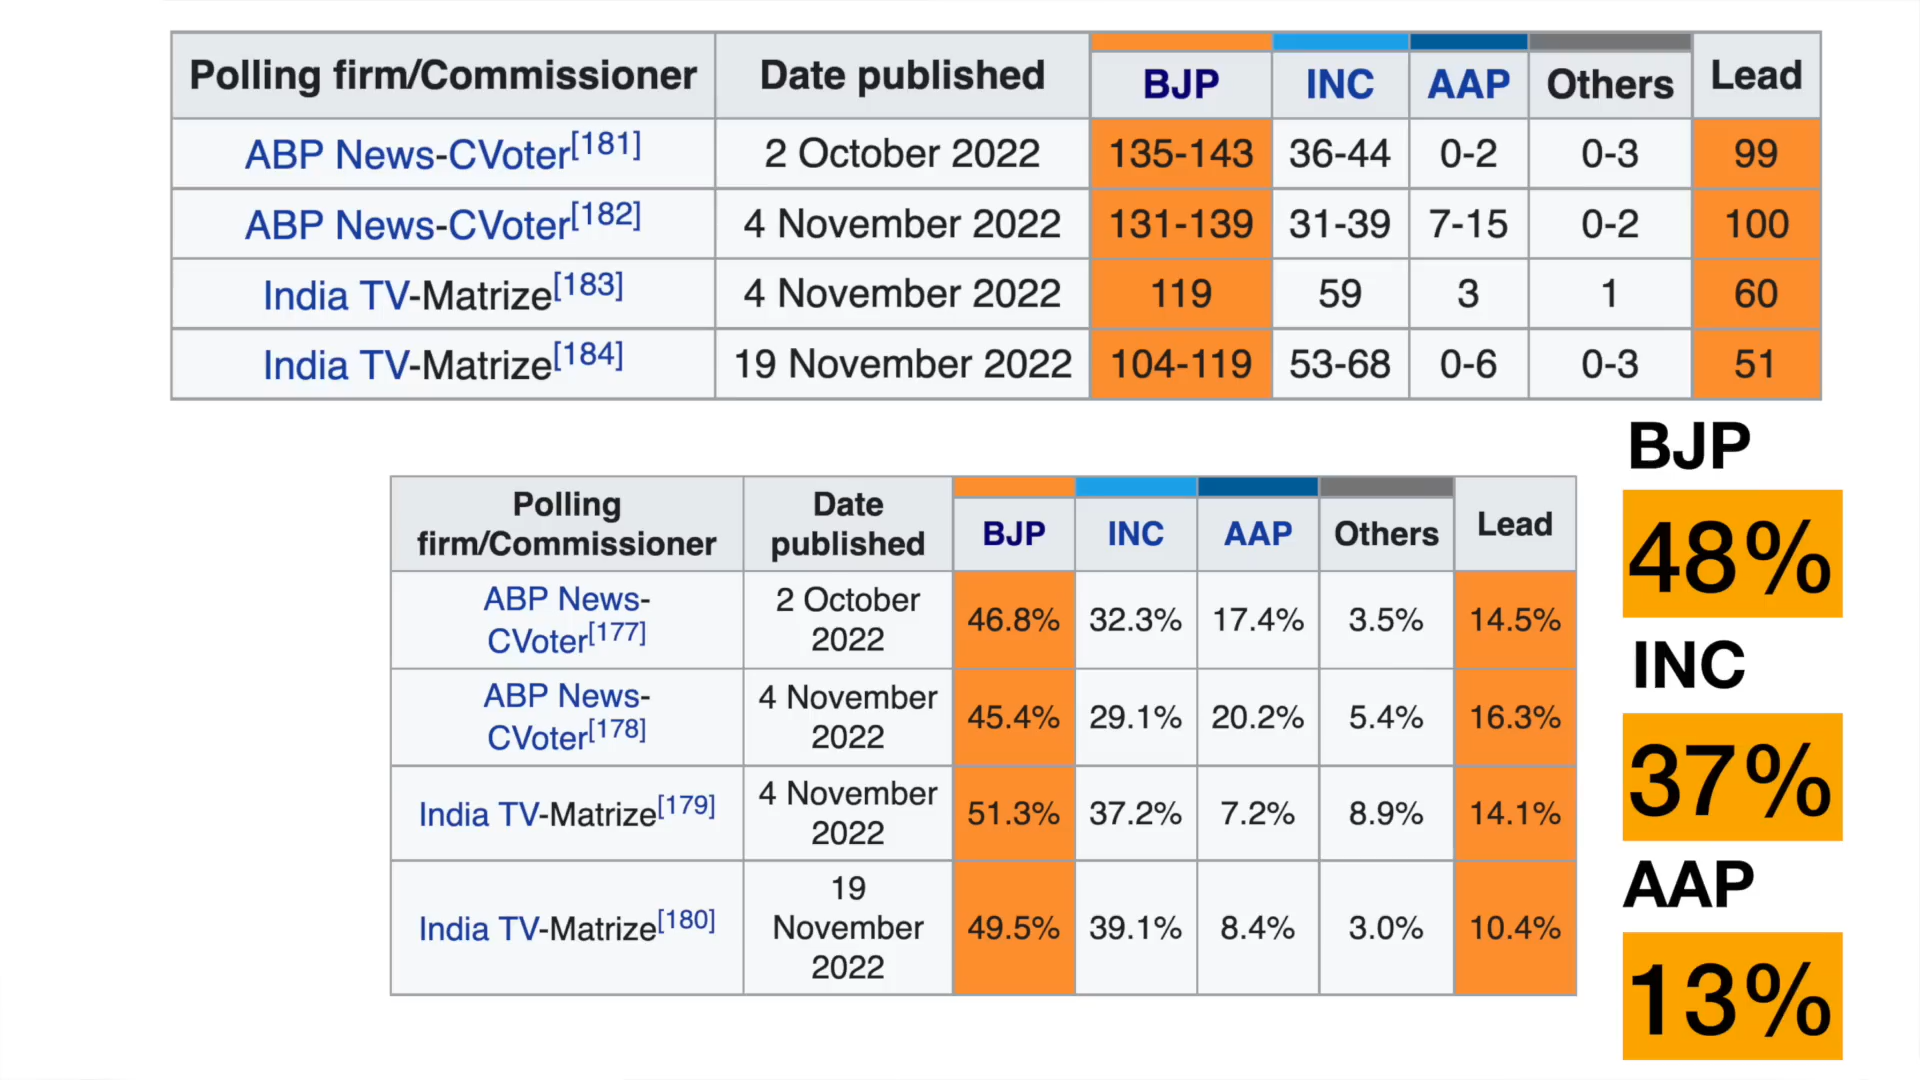 Polling firm/Commissioner Date published BJP INC AAP Others Lead
ABP News-CVoter[181] 2 October 2022 135-143 36-44 0-2 0-3 99
ABP News-CVoter[182] 4 November 2022 131-139 31-39 7-15 0-2 100
India TV-Matrize[183] 4 November 2022 119 59 3 1 60
India TV-Matrize[184] 19 November 2022 104-119 53-68 0-6 0-3 51
Polling
firm/Commissioner
Date
published
BJP INC AAP Others Lead
ABP News-
CVoter[177]
2 October
2022
46.8% 32.3% 17.4% 3.5% 14.5%
ABP News-
CVoter[178]
4 November
2022
45.4% 29.1% 20.2% 5.4% 16.3%
India TV-Matrize[179]
4 November
2022
51.3% 37.2% 7.2% 8.9% 14.1%
India TV-Matrize[180]
19
November
2022
49.5% 39.1% 8.4% 3.0% 10.4%
BJP
48%
INC
37%
AAP
13%